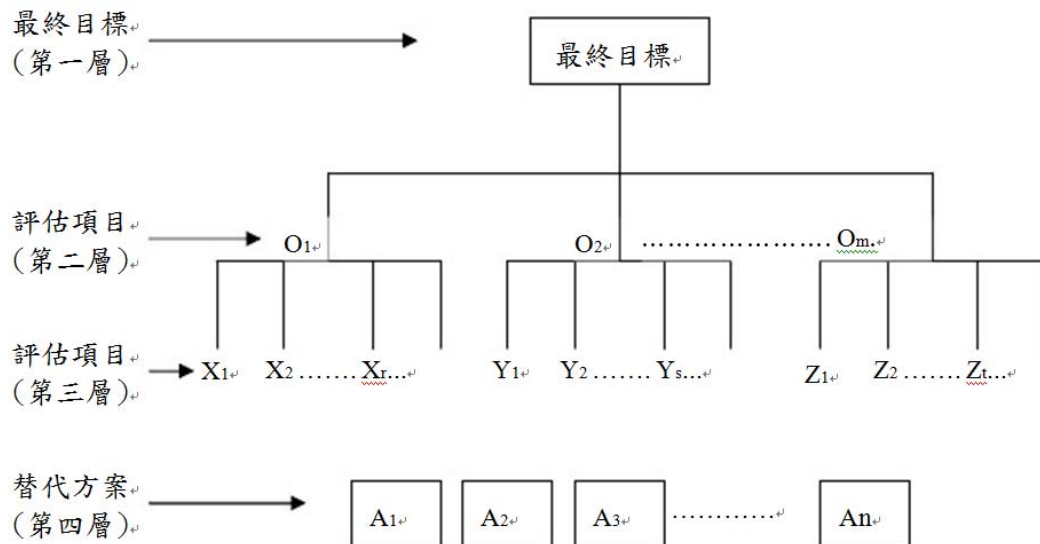 最終目標
(第一層)
最終目標
評估項目
(第二層)
O1 O2 …………………… Om.
評估項目
(第三層)
X1 X2 ....... Xr... Y1 Y2 ....... Ys... Z1 Z2 ....... Zt...
替代方案
(第四層)
A1 A2 A3 ………… An